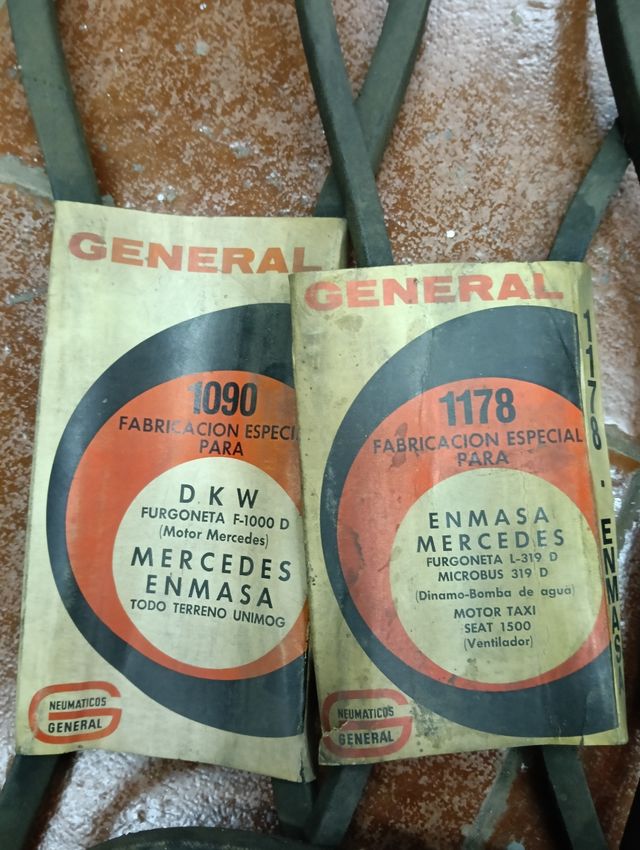 GENERAL
1090
FABRICACION ESPECI
PARA
DKW
FURGONETA F-1000 D
(Motor Mercedes)
MERCEDES
ENMASA
TODO TERRENO UNIMOG
NEUMATICOS
GENERAL
GENERAL
1178
FABRICACION ESPECIAL
PARA
ENMASA
MERCEDES
FURGONETA L-319 D
MICROBUS 319 D
(Dinamo-Bomba de agua)
MOTOR TAXI
SEAT 1500
(Ventilador)
NEUMATICOS
GENERAL
1178 · ENMASA